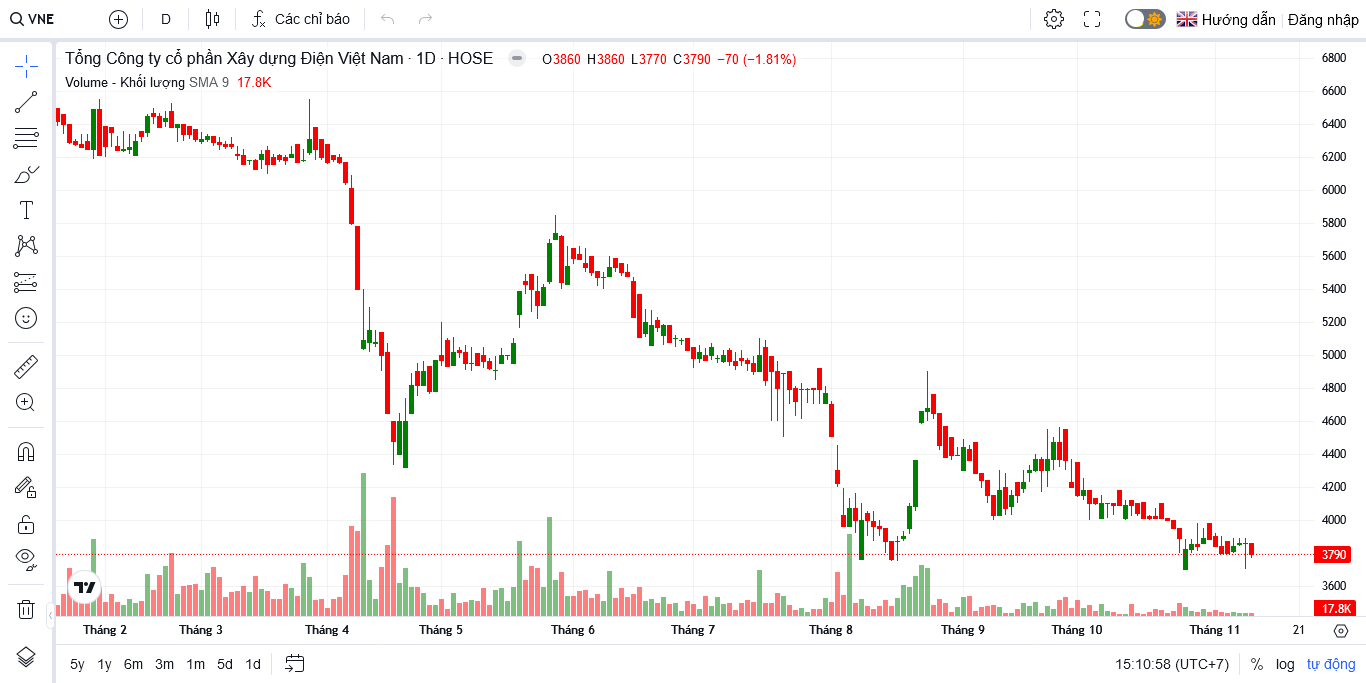 VNE D Các chỉ báo Hướng dẫn Đăng nhập
Tổng Công ty cổ phần Xây dựng Điện Việt Nam · 1D · HOSE O3860 H3860 L3770 C3790 −70 (−1.81%)
Volume - Khối lượng SMA 9 17.8K
6800
6600
6400
6200
6000
5800
5600
5400
5200
5000
4800
4600
4400
4200
4000
3790
3600
17.8K
Tháng 2 Tháng 3 Tháng 4 Tháng 5 Tháng 6 Tháng 7 Tháng 8 Tháng 9 Tháng 10 Tháng 11 21
5y 1y 6m 3m 1m 5d 1d 15:10:58 (UTC+7) % log tự động